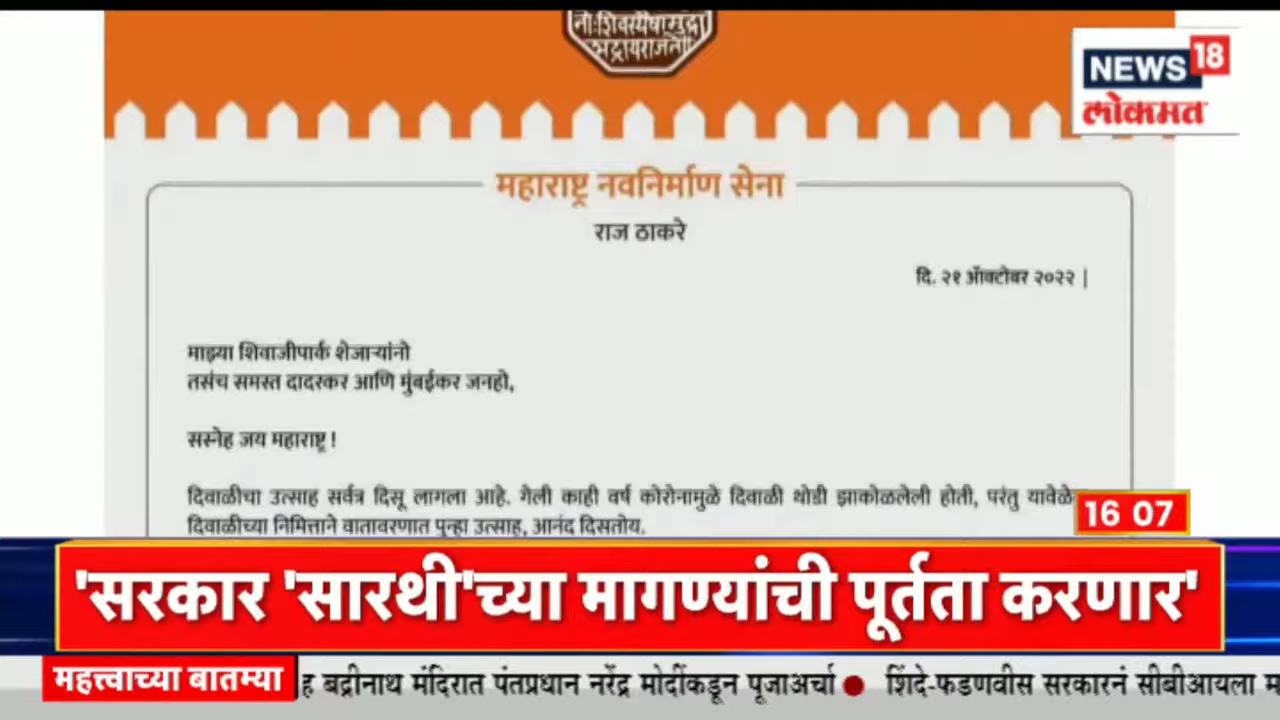 नो:शिवस्यैषामुद्रा
भद्रायराजते
NEWS 18
लोकमत
महाराष्ट्र नवनिर्माण सेना
राज ठाकरे
दि. २१ ऑक्टोबर २०२२ |
माझ्या शिवाजीपार्क शेजाऱ्यांनो
तसंच समस्त दादरकर आणि मुंबईकर जनहो,
सस्नेह जय महाराष्ट्र !
दिवाळीचा उत्साह सर्वत्र दिसू लागला आहे. गेली काही वर्ष कोरोनामुळे दिवाळी थोडी झाकोळलेली होती, परंतु यावेळे
दिवाळीच्या निमित्ताने वातावरणात पुन्हा उत्साह, आनंद दिसतोय.
16 07
'सरकार 'सारथी'च्या मागण्यांची पूर्तता करणार'
महत्त्वाच्या बातम्या
ह बद्रीनाथ मंदिरात पंतप्रधान नरेंद्र मोदींकडून पूजाअर्चा ● शिंदे-फडणवीस सरकारनं सीबीआयला म